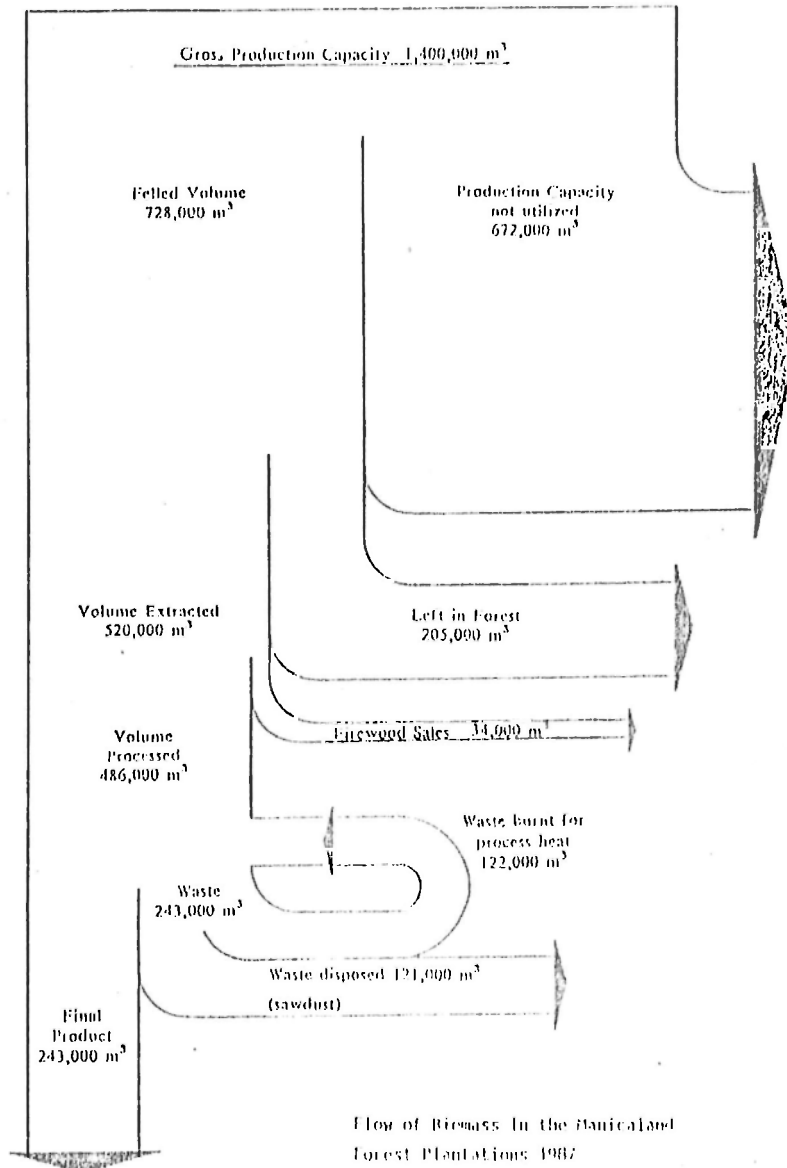 Gross Production Capacity 1,400,000 m³
Felled Volume
728,000 m³
Production Capacity
not utilized
672,000 m³
Volume Extracted
520,000 m³
Left in Forest
205,000 m³
Firewood Sales 34,000 m³
Volume
Processed
486,000 m³
Waste burnt for
process heat
122,000 m³
Waste
243,000 m³
Waste disposed 121,000 m³
(sawdust)
Final
Product
243,000 m³
Flow of Biomass in the Manicaland
Forest Plantations